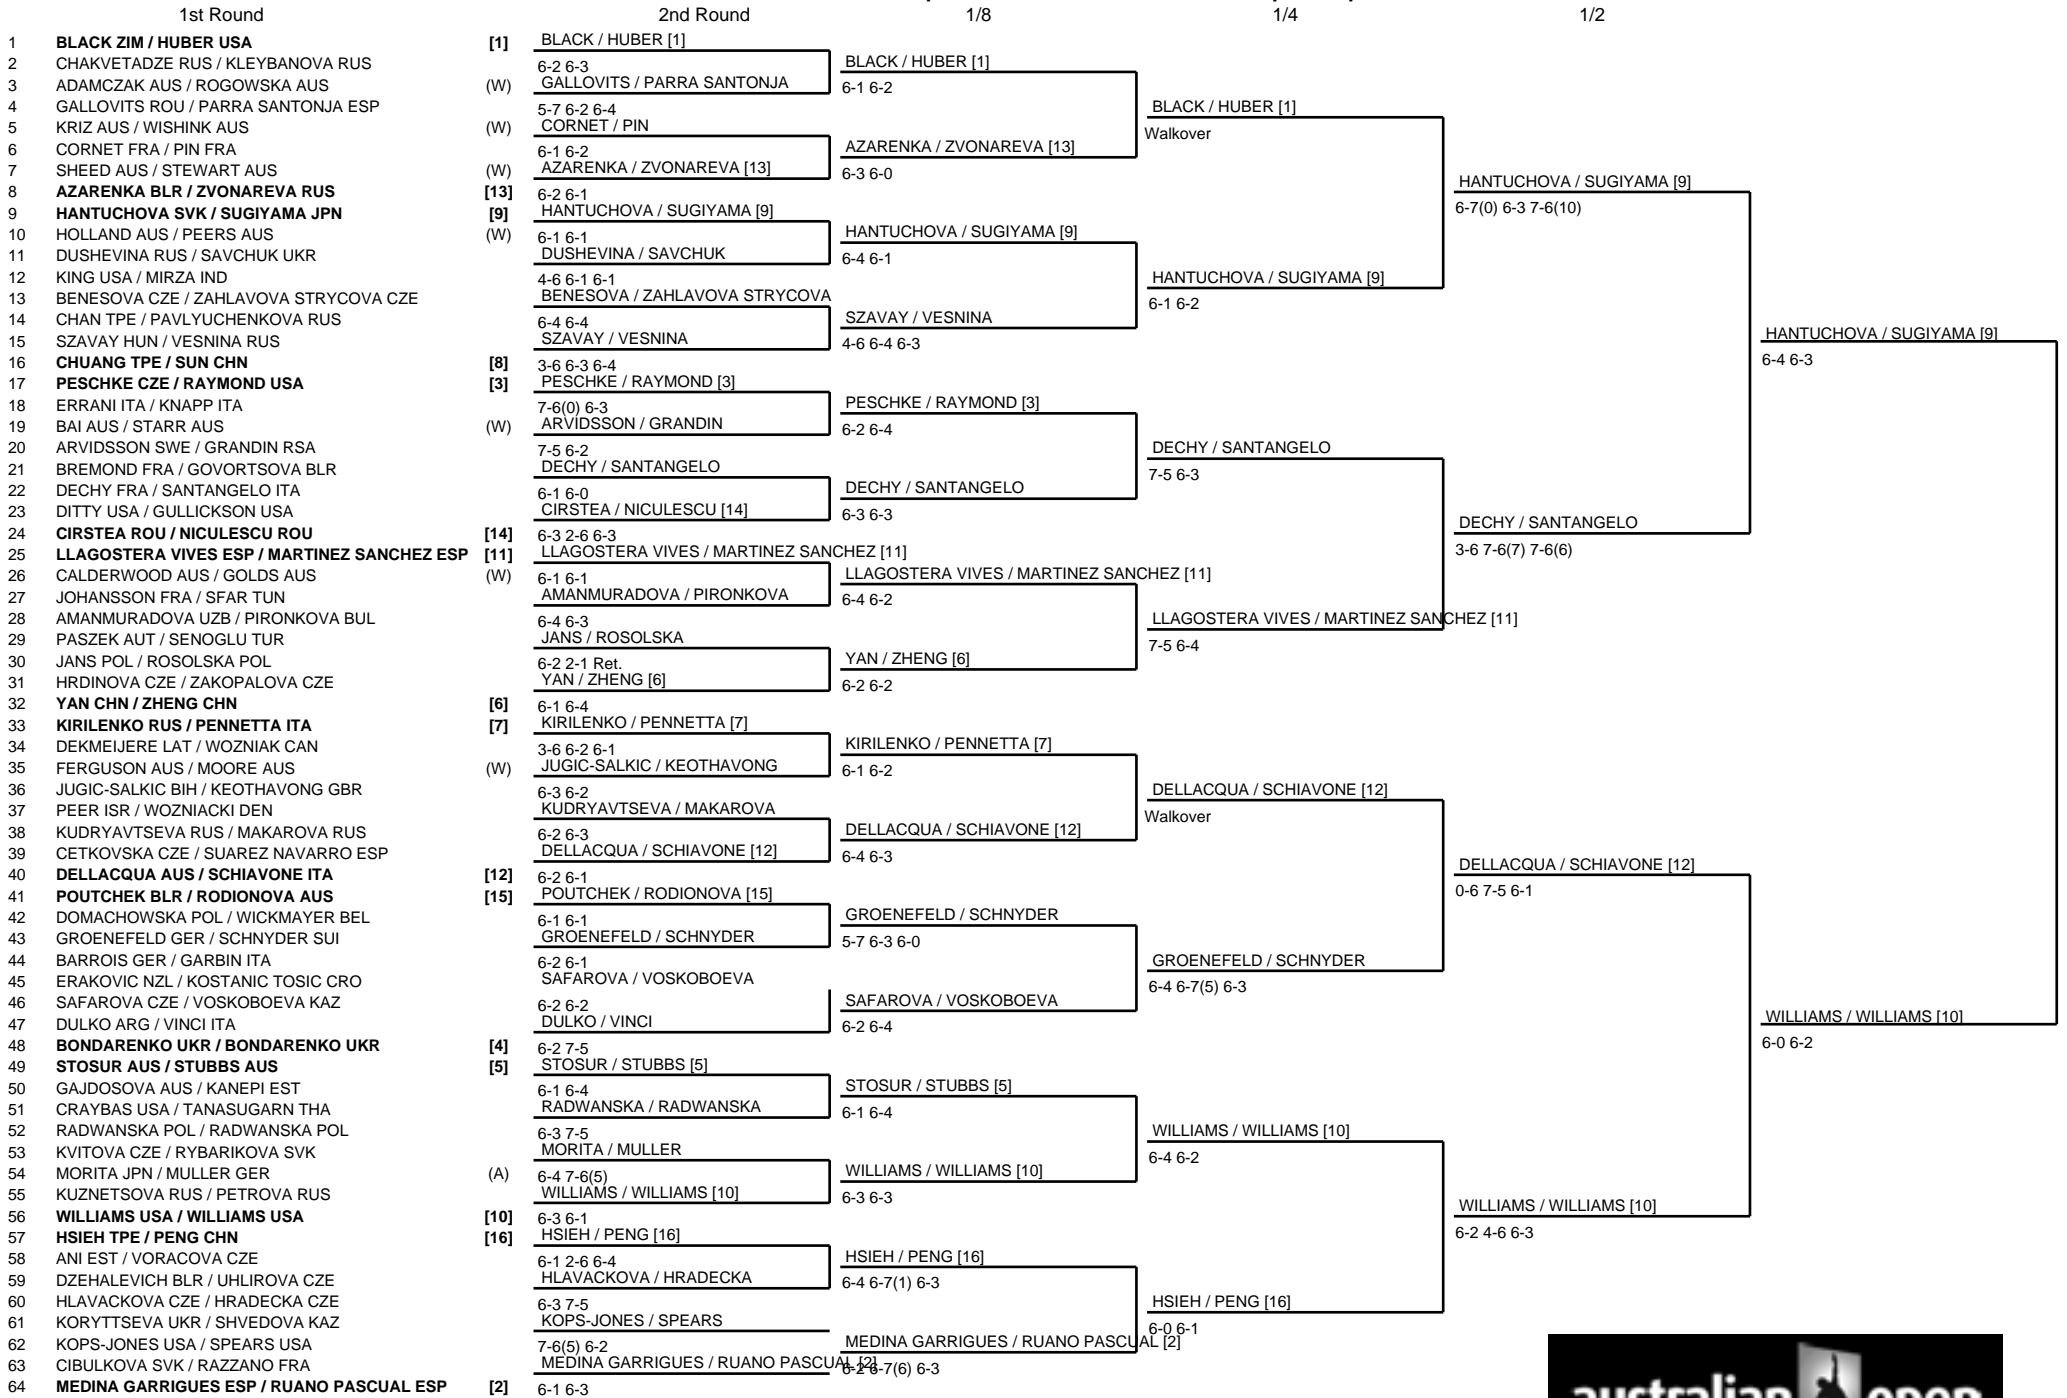 1st Round 2nd Round 1/8 1/4 1/2
1 BLACK ZIM / HUBER USA [1]
2 CHAKVETADZE RUS / KLEYBANOVA RUS
3 ADAMCZAK AUS / ROGOWSKA AUS (W)
4 GALLOVITS ROU / PARRA SANTONJA ESP
5 KRIZ AUS / WISHINK AUS (W)
6 CORNET FRA / PIN FRA
7 SHEED AUS / STEWART AUS (W)
8 AZARENKA BLR / ZVONAREVA RUS [13]
9 HANTUCHOVA SVK / SUGIYAMA JPN [9]
10 HOLLAND AUS / PEERS AUS (W)
11 DUSHEVINA RUS / SAVCHUK UKR
12 KING USA / MIRZA IND
13 BENESOVA CZE / ZAHLAVOVA STRYCOVA CZE
14 CHAN TPE / PAVLYUCHENKOVA RUS
15 SZAVAY HUN / VESNINA RUS
16 CHUANG TPE / SUN CHN [8]
17 PESCHKE CZE / RAYMOND USA [3]
18 ERRANI ITA / KNAPP ITA
19 BAI AUS / STARR AUS (W)
20 ARVIDSSON SWE / GRANDIN RSA
21 BREMOND FRA / GOVORTSOVA BLR
22 DECHY FRA / SANTANGELO ITA
23 DITTY USA / GULLICKSON USA
24 CIRSTEA ROU / NICULESCU ROU [14]
25 LLAGOSTERA VIVES ESP / MARTINEZ SANCHEZ ESP [11]
26 CALDERWOOD AUS / GOLDS AUS (W)
27 JOHANSSON FRA / SFAR TUN
28 AMANMURADOVA UZB / PIRONKOVA BUL
29 PASZEK AUT / SENOGLU TUR
30 JANS POL / ROSOLSKA POL
31 HRDINOVA CZE / ZAKOPALOVA CZE
32 YAN CHN / ZHENG CHN [6]
33 KIRILENKO RUS / PENNETTA ITA [7]
34 DEKMEIJERE LAT / WOZNIAK CAN
35 FERGUSON AUS / MOORE AUS (W)
36 JUGIC-SALKIC BIH / KEOTHAVONG GBR
37 PEER ISR / WOZNIACKI DEN
38 KUDRYAVTSEVA RUS / MAKAROVA RUS
39 CETKOVSKA CZE / SUAREZ NAVARRO ESP
40 DELLACQUA AUS / SCHIAVONE ITA [12]
41 POUTCHEK BLR / RODIONOVA AUS [15]
42 DOMACHOWSKA POL / WICKMAYER BEL
43 GROENEFELD GER / SCHNYDER SUI
44 BARROIS GER / GARBIN ITA
45 ERAKOVIC NZL / KOSTANIC TOSIC CRO
46 SAFAROVA CZE / VOSKOBOEVA KAZ
47 DULKO ARG / VINCI ITA
48 BONDARENKO UKR / BONDARENKO UKR [4]
49 STOSUR AUS / STUBBS AUS [5]
50 GAJDOSOVA AUS / KANEPI EST
51 CRAYBAS USA / TANASUGARN THA
52 RADWANSKA POL / RADWANSKA POL
53 KVITOVA CZE / RYBARIKOVA SVK
54 MORITA JPN / MULLER GER (A)
55 KUZNETSOVA RUS / PETROVA RUS
56 WILLIAMS USA / WILLIAMS USA [10]
57 HSIEH TPE / PENG CHN [16]
58 ANI EST / VORACOVA CZE
59 DZEHALEVICH BLR / UHLIROVA CZE
60 HLAVACKOVA CZE / HRADECKA CZE
61 KORYTTSEVA UKR / SHVEDOVA KAZ
62 KOPS-JONES USA / SPEARS USA
63 CIBULKOVA SVK / RAZZANO FRA
64 MEDINA GARRIGUES ESP / RUANO PASCUAL ESP [2]
BLACK / HUBER [1]
6-2 6-3
GALLOVITS / PARRA SANTONJA
5-7 6-2 6-4
CORNET / PIN
6-1 6-2
AZARENKA / ZVONAREVA [13]
6-2 6-1
HANTUCHOVA / SUGIYAMA [9]
6-1 6-1
DUSHEVINA / SAVCHUK
4-6 6-1 6-1
BENESOVA / ZAHLAVOVA STRYCOVA
6-4 6-4
SZAVAY / VESNINA
3-6 6-3 6-4
PESCHKE / RAYMOND [3]
7-6(0) 6-3
ARVIDSSON / GRANDIN
7-5 6-2
DECHY / SANTANGELO
6-1 6-0
CIRSTEA / NICULESCU [14]
6-3 2-6 6-3
LLAGOSTERA VIVES / MARTINEZ SANCHEZ [11]
6-1 6-1
AMANMURADOVA / PIRONKOVA
6-4 6-3
JANS / ROSOLSKA
6-2 2-1 Ret.
YAN / ZHENG [6]
6-1 6-4
KIRILENKO / PENNETTA [7]
3-6 6-2 6-1
JUGIC-SALKIC / KEOTHAVONG
6-3 6-2
KUDRYAVTSEVA / MAKAROVA
6-2 6-3
DELLACQUA / SCHIAVONE [12]
6-2 6-1
POUTCHEK / RODIONOVA [15]
6-1 6-1
GROENEFELD / SCHNYDER
6-2 6-1
SAFAROVA / VOSKOBOEVA
6-2 6-2
DULKO / VINCI
6-2 7-5
STOSUR / STUBBS [5]
6-1 6-4
RADWANSKA / RADWANSKA
6-3 7-5
MORITA / MULLER
6-4 7-6(5)
WILLIAMS / WILLIAMS [10]
6-3 6-1
HSIEH / PENG [16]
6-1 2-6 6-4
HLAVACKOVA / HRADECKA
6-3 7-5
KOPS-JONES / SPEARS
7-6(5) 6-2
MEDINA GARRIGUES / RUANO PASCUAL [2]
6-1 6-3
BLACK / HUBER [1]
6-1 6-2
AZARENKA / ZVONAREVA [13]
6-3 6-0
HANTUCHOVA / SUGIYAMA [9]
6-4 6-1
SZAVAY / VESNINA
4-6 6-4 6-3
PESCHKE / RAYMOND [3]
6-2 6-4
DECHY / SANTANGELO
6-3 6-3
LLAGOSTERA VIVES / MARTINEZ SANCHEZ [11]
6-4 6-2
YAN / ZHENG [6]
6-2 6-2
KIRILENKO / PENNETTA [7]
6-1 6-2
DELLACQUA / SCHIAVONE [12]
6-4 6-3
GROENEFELD / SCHNYDER
5-7 6-3 6-0
SAFAROVA / VOSKOBOEVA
6-2 6-4
STOSUR / STUBBS [5]
6-1 6-4
WILLIAMS / WILLIAMS [10]
6-3 6-3
HSIEH / PENG [16]
6-4 6-7(1) 6-3
MEDINA GARRIGUES / RUANO PASCUAL [2]
6-2 6-7(6) 6-3
BLACK / HUBER [1]
Walkover
HANTUCHOVA / SUGIYAMA [9]
6-1 6-2
DECHY / SANTANGELO
7-5 6-3
LLAGOSTERA VIVES / MARTINEZ SANCHEZ [11]
7-5 6-4
DELLACQUA / SCHIAVONE [12]
Walkover
GROENEFELD / SCHNYDER
6-4 6-7(5) 6-3
WILLIAMS / WILLIAMS [10]
6-4 6-2
HSIEH / PENG [16]
6-0 6-1
HANTUCHOVA / SUGIYAMA [9]
6-7(0) 6-3 7-6(10)
DECHY / SANTANGELO
3-6 7-6(7) 7-6(6)
DELLACQUA / SCHIAVONE [12]
0-6 7-5 6-1
WILLIAMS / WILLIAMS [10]
6-2 4-6 6-3
HANTUCHOVA / SUGIYAMA [9]
6-4 6-3
WILLIAMS / WILLIAMS [10]
6-0 6-2
australian open